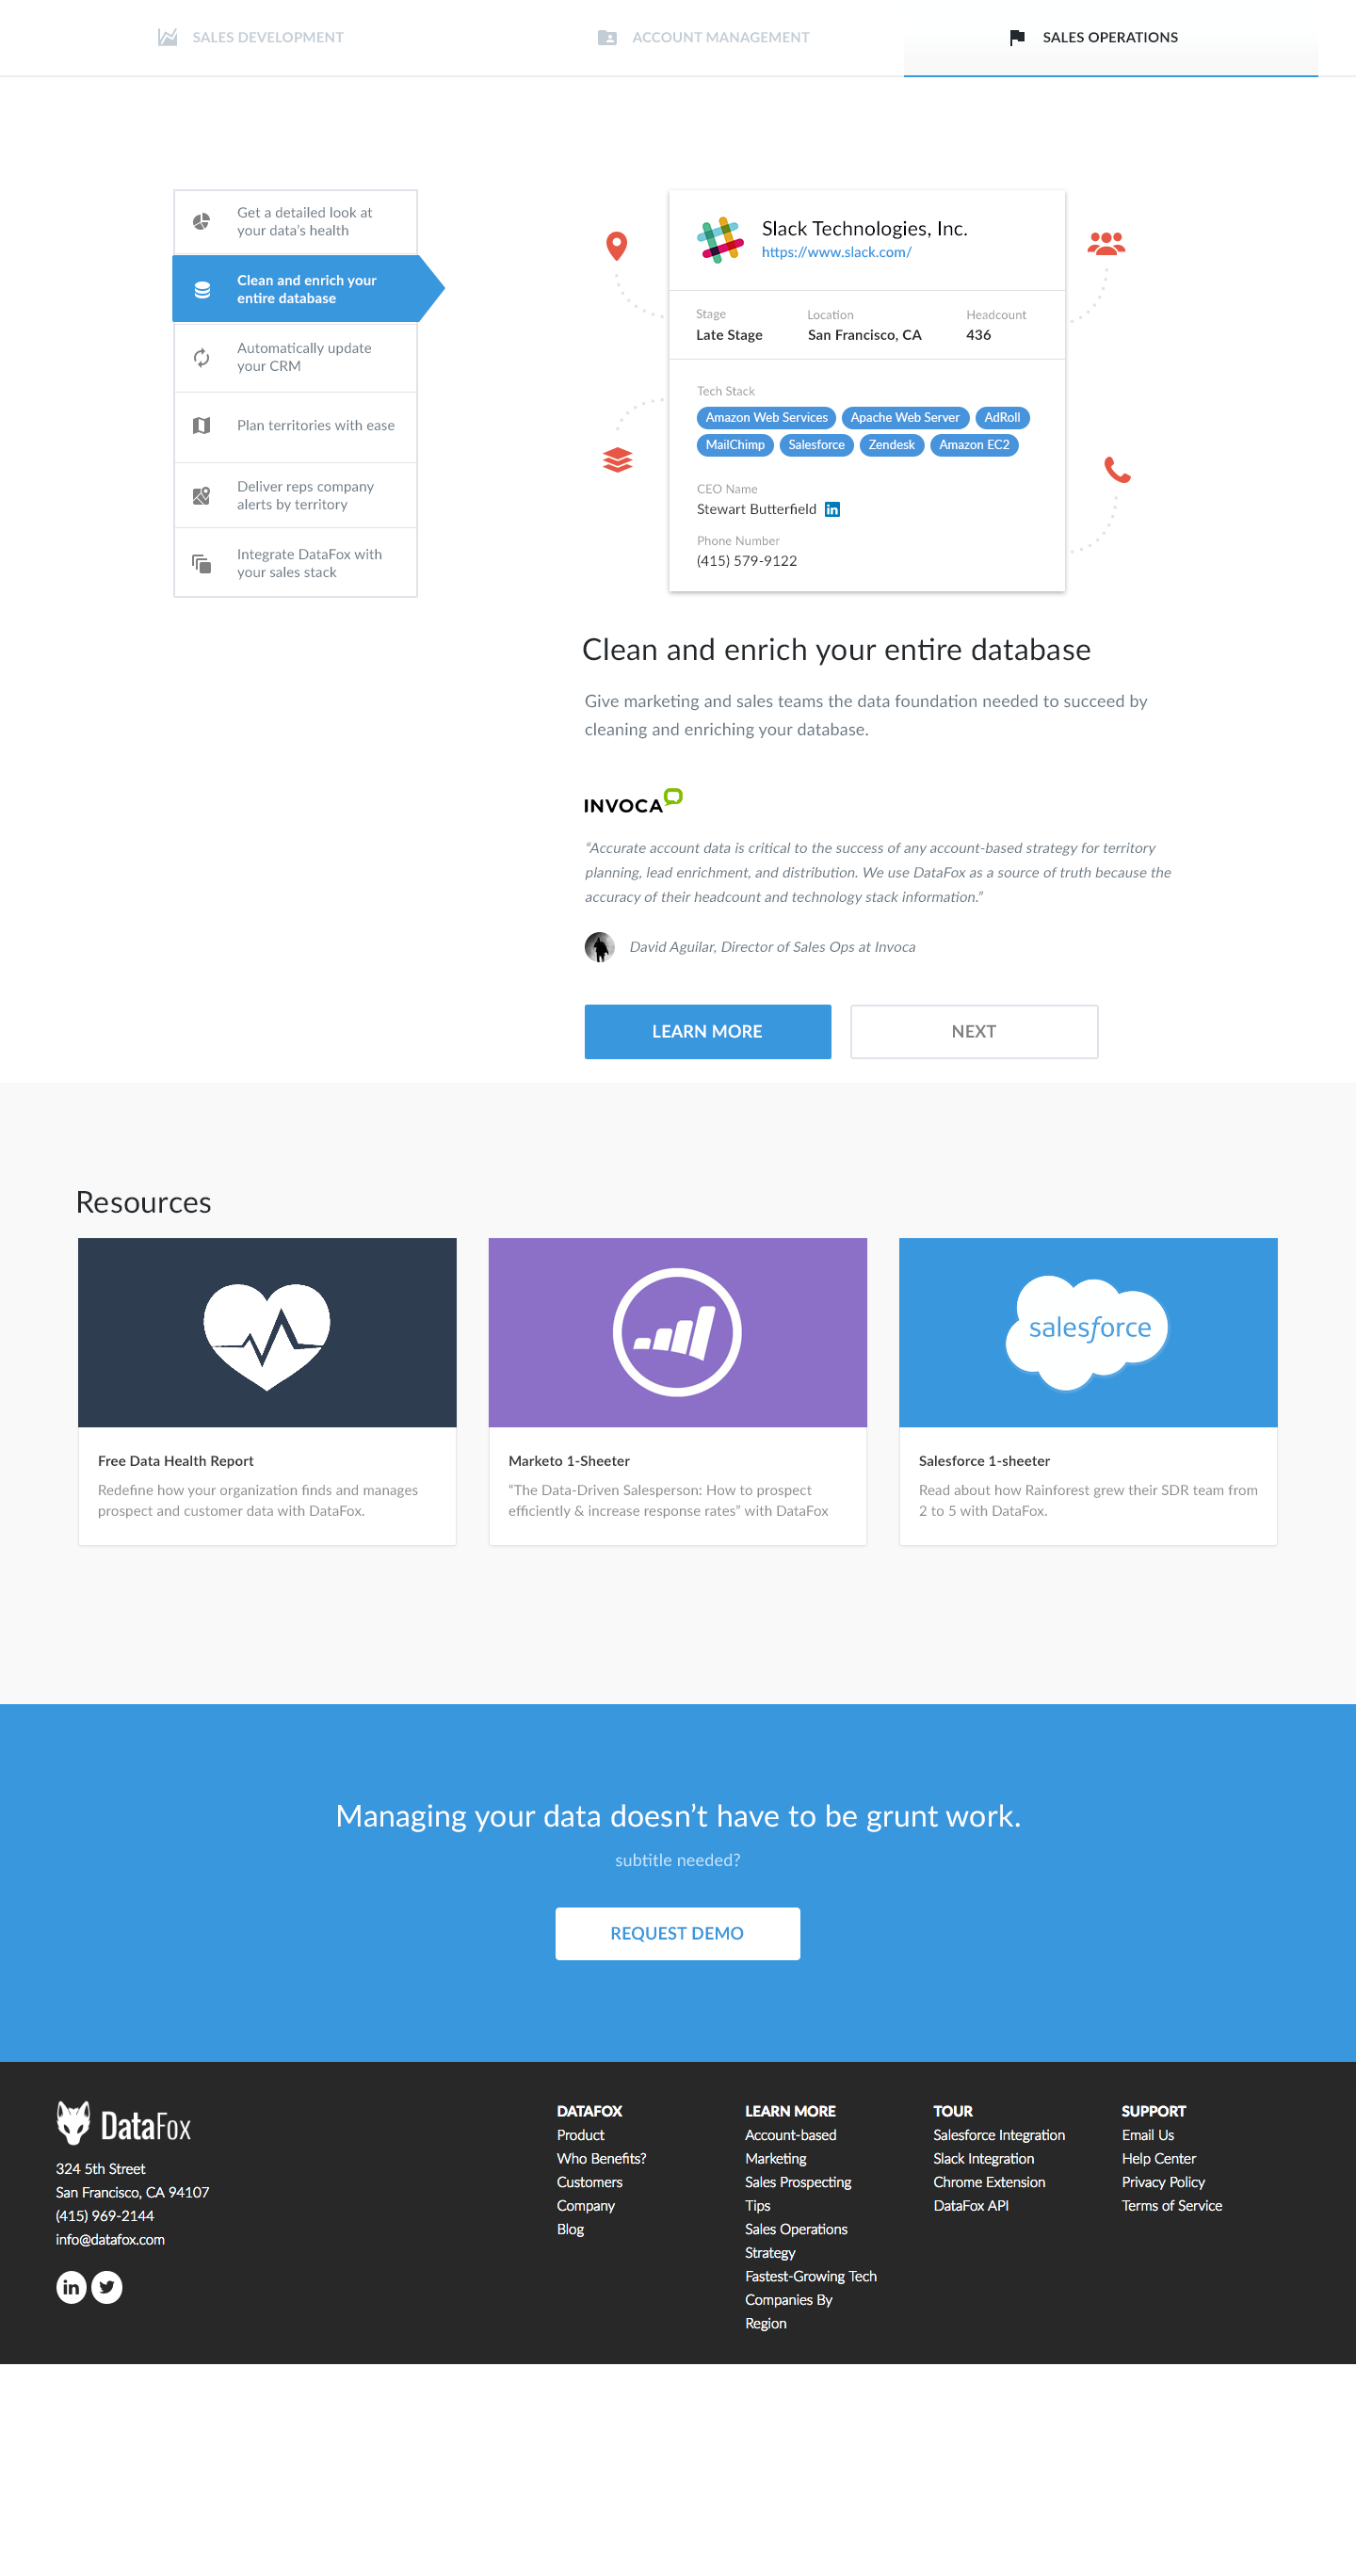 SALES DEVELOPMENT
ACCOUNT MANAGEMENT
SALES OPERATIONS
Get a detailed look at
your data's health
Clean and enrich your
entire database
Automatically update
your CRM
Plan territories with ease
Deliver reps company
alerts by territory
Integrate DataFox with
your sales stack
Slack Technologies, Inc.
https://www.slack.com/
Stage
Location
Headcount
Late Stage
San Francisco, CA
436
Tech Stack
Amazon Web Services
Apache Web Server
AdRoll
MailChimp
Salesforce
Zendesk
Amazon EC2
CEO Name
Stewart Butterfield in
Phone Number
(415) 579-9122
Clean and enrich your entire database
Give marketing and sales teams the data foundation needed to succeed by
cleaning and enriching your database.
INVOCA
“Accurate account data is critical to the success of any account-based strategy for territory
planning, lead enrichment, and distribution. We use DataFox as a source of truth because the
accuracy of their headcount and technology stack information.”
David Aguilar, Director of Sales Ops at Invoca
LEARN MORE
NEXT
Resources
salesforce
Free Data Health Report
Redefine how your organization finds and manages
prospect and customer data with DataFox.
Marketo 1-Sheeter
“The Data-Driven Salesperson: How to prospect
efficiently & increase response rates” with DataFox
Salesforce 1-sheeter
Read about how Rainforest grew their SDR team from
2 to 5 with DataFox.
Managing your data doesn’t have to be grunt work.
subtitle needed?
REQUEST DEMO
DataFox
324 5th Street
San Francisco, CA 94107
(415) 969-2144
info@datafox.com
in
DATAFOX
Product
Who Benefits?
Customers
Company
Blog
LEARN MORE
Account-based
Marketing
Sales Prospecting
Tips
Sales Operations
Strategy
Fastest-Growing Tech
Companies By
Region
TOUR
Salesforce Integration
Slack Integration
Chrome Extension
DataFox API
SUPPORT
Email Us
Help Center
Privacy Policy
Terms of Service